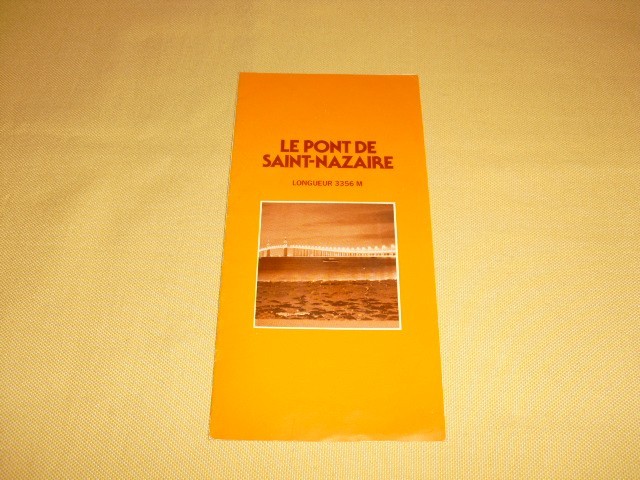 LE PONT DE
SAINT-NAZAIRE
LONGUEUR 3356 M